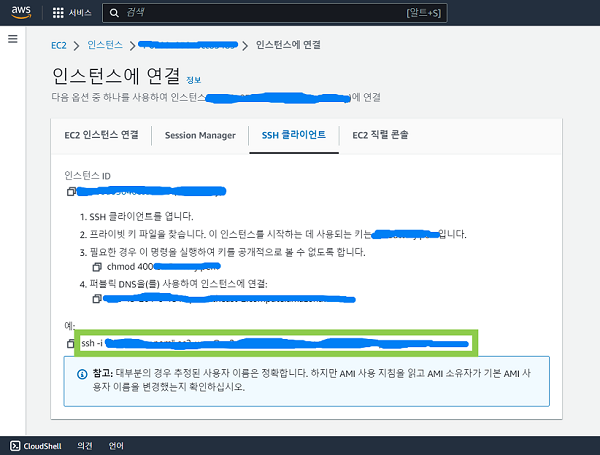 aws
서비스
검색
[알트+S]
EC2 > 인스턴스 > > 인스턴스에 연결
인스턴스에 연결 정보
다음 옵션 중 하나를 사용하여 인스턴스 에 연결
EC2 인스턴스 연결
Session Manager
SSH 클라이언트
EC2 직렬 콘솔
인스턴스 ID
1. SSH 클라이언트를 엽니다.
2. 프라이빗 키 파일을 찾습니다. 이 인스턴스를 시작하는 데 사용되는 키는 입니다.
3. 필요한 경우 이 명령을 실행하여 키를 공개적으로 볼 수 없도록 합니다.
chmod 400
4. 퍼블릭 DNS을(를) 사용하여 인스턴스에 연결:
예:
ssh -i
참고: 대부분의 경우 추정된 사용자 이름은 정확합니다. 하지만 AMI 사용 지침을 읽고 AMI 소유자가 기본 AMI 사
용자 이름을 변경했는지 확인하십시오.
CloudShell
의견
언어